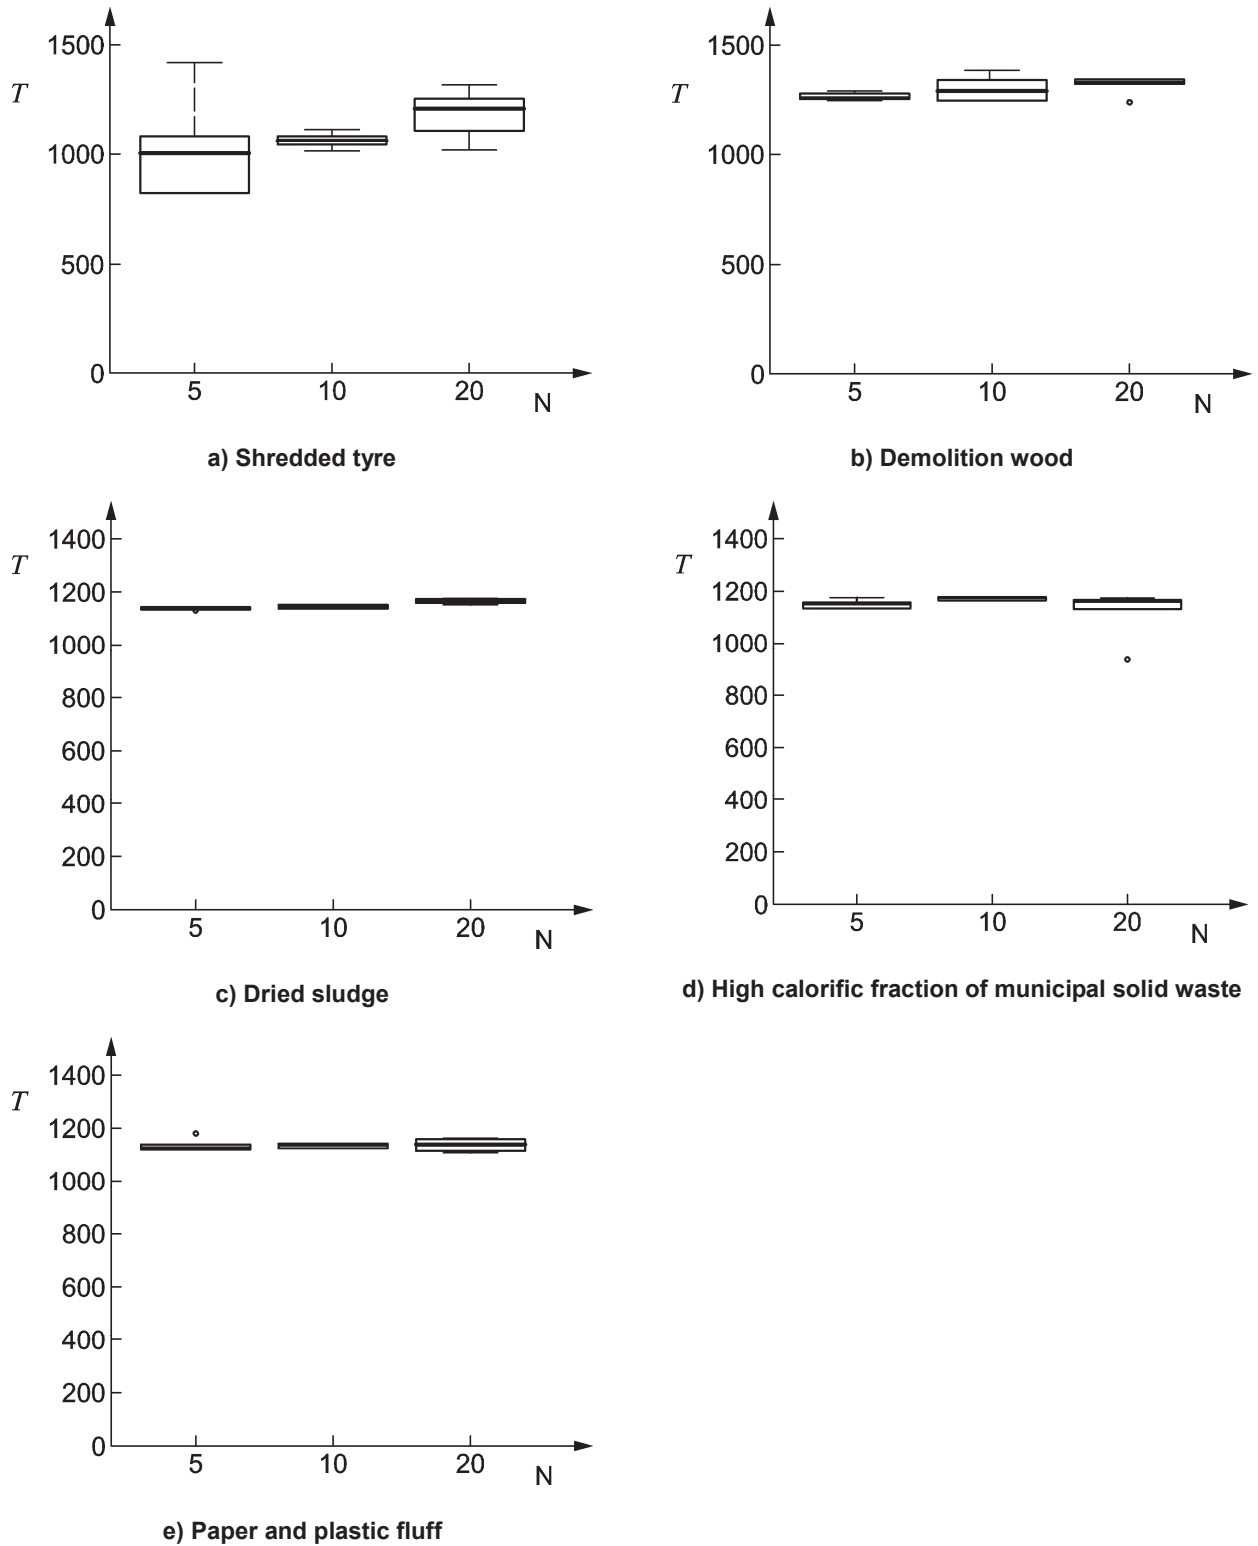 1500
T
1000
500
0
5 10 20
N
a) Shredded tyre
1500
T
1000
500
0
5 10 20
N
b) Demolition wood
1400
T
1200
1000
800
600
400
200
0
5 10 20
N
c) Dried sludge
1400
T
1200
1000
800
600
400
200
0
5 10 20
N
d) High calorific fraction of municipal solid waste
1400
T
1200
1000
800
600
400
200
0
5 10 20
N
e) Paper and plastic fluff